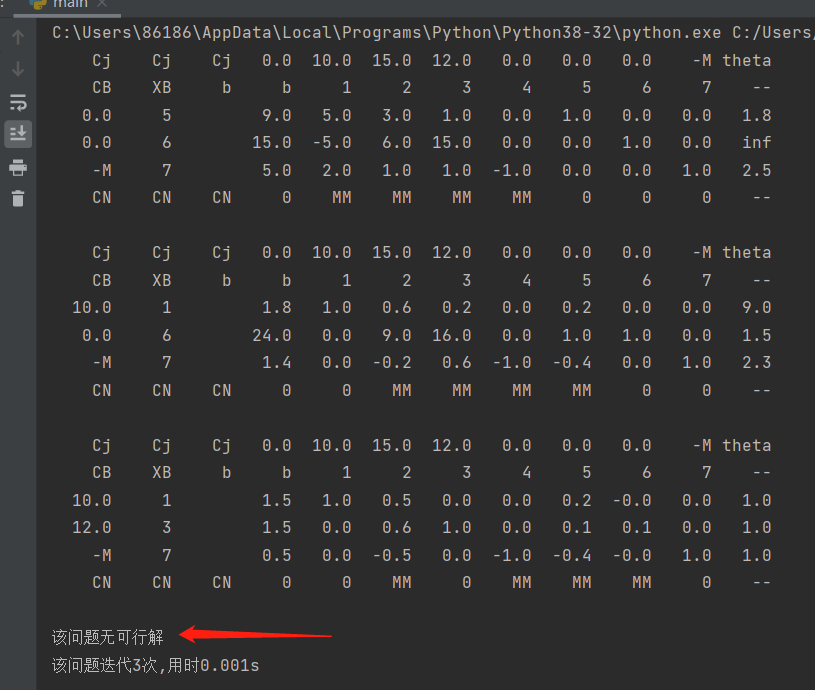 main
C:\Users\86186\AppData\Local\Programs\Python\Python38-32\python.exe C:/Users/
Cj Cj Cj 0.0 10.0 15.0 12.0 0.0 0.0 0.0 -M theta
CB XB b b 1 2 3 4 5 6 7 --
0.0 5 9.0 5.0 3.0 1.0 0.0 1.0 0.0 0.0 1.8
0.0 6 15.0 -5.0 6.0 15.0 0.0 0.0 1.0 0.0 inf
-M 7 5.0 2.0 1.0 1.0 -1.0 0.0 0.0 1.0 2.5
CN CN CN 0 MM MM MM MM 0 0 0 --
Cj Cj Cj 0.0 10.0 15.0 12.0 0.0 0.0 0.0 -M theta
CB XB b b 1 2 3 4 5 6 7 --
10.0 1 1.8 1.0 0.6 0.2 0.0 0.2 0.0 0.0 9.0
0.0 6 24.0 0.0 9.0 16.0 0.0 1.0 1.0 0.0 1.5
-M 7 1.4 0.0 -0.2 0.6 -1.0 -0.4 0.0 1.0 2.3
CN CN CN 0 0 MM MM MM MM 0 0 --
Cj Cj Cj 0.0 10.0 15.0 12.0 0.0 0.0 0.0 -M theta
CB XB b b 1 2 3 4 5 6 7 --
10.0 1 1.5 1.0 0.5 0.0 0.0 0.2 -0.0 0.0 1.0
12.0 3 1.5 0.0 0.6 1.0 0.0 0.1 0.1 0.0 1.0
-M 7 0.5 0.0 -0.5 0.0 -1.0 -0.4 -0.0 1.0 1.0
CN CN CN 0 0 MM 0 MM MM MM 0 --
该问题无可行解
该问题迭代3次,用时0.001s